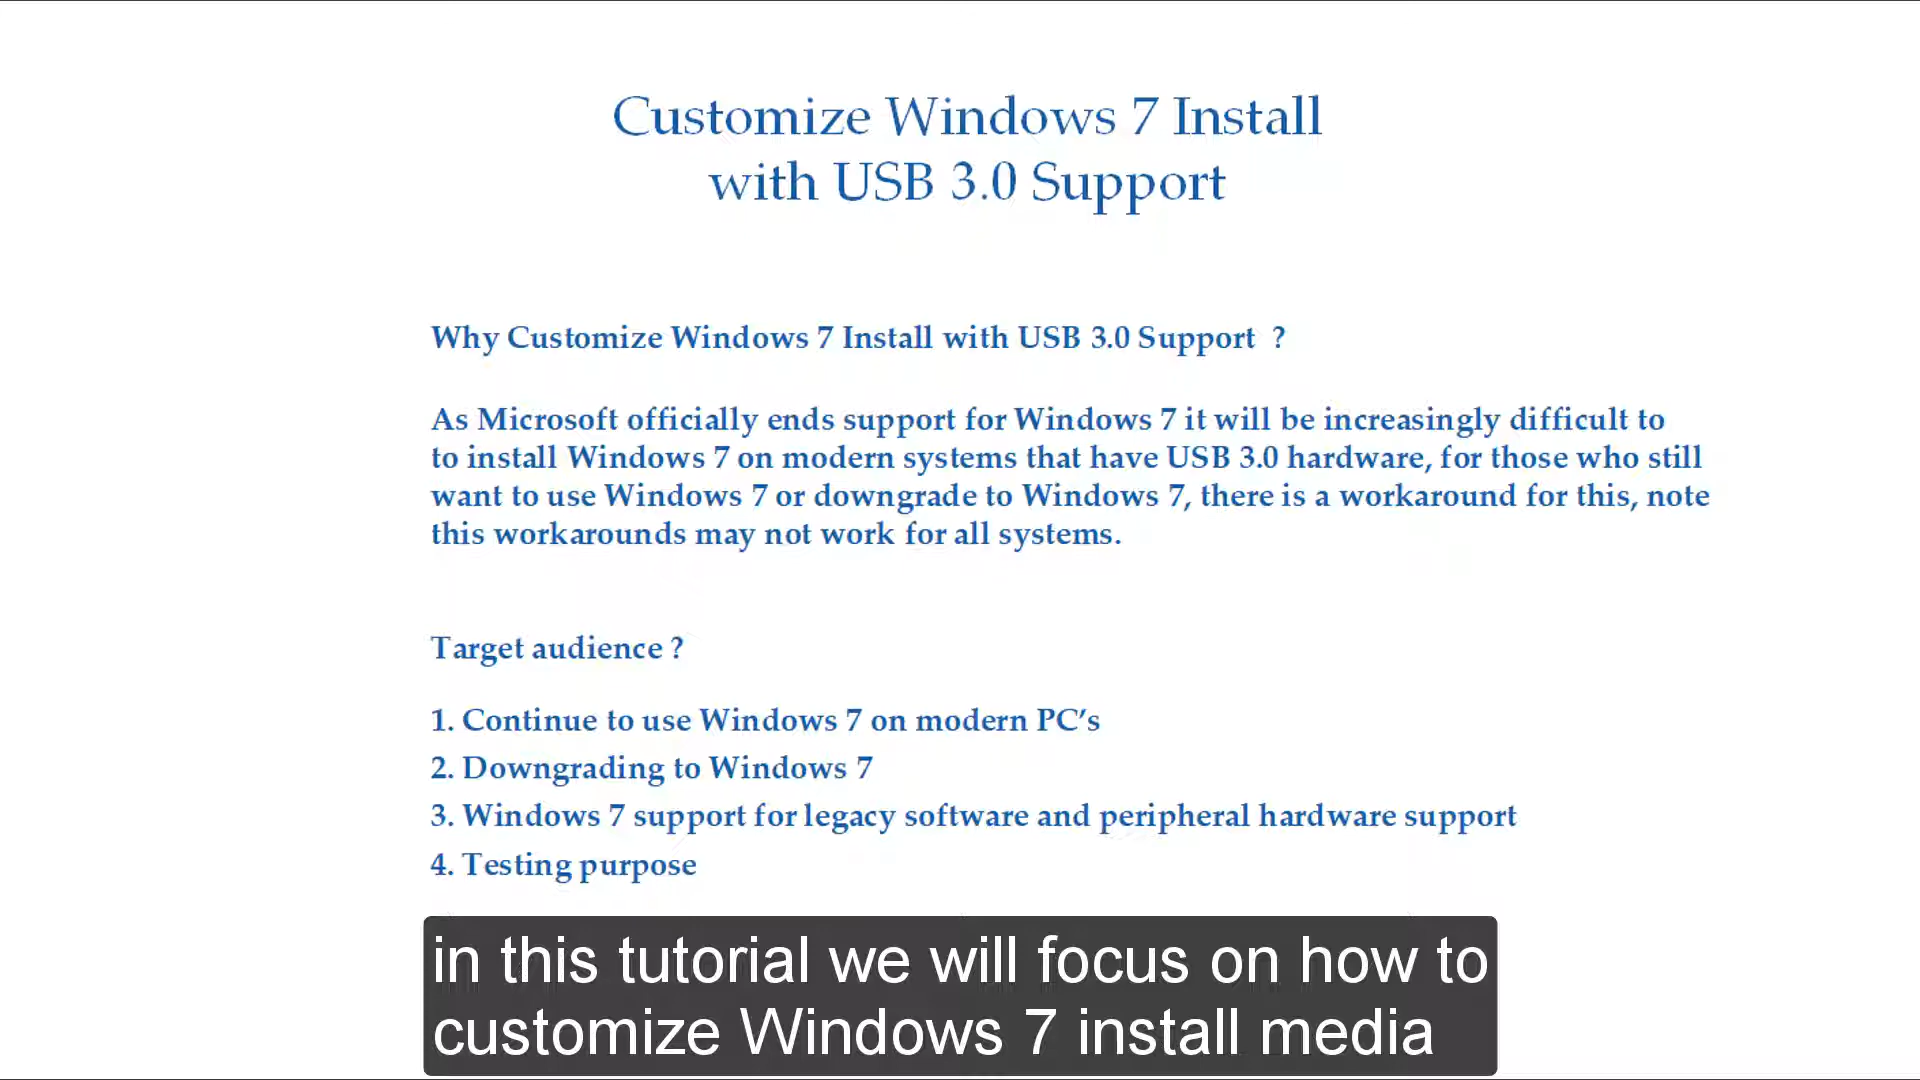 Customize Windows 7 Install
with USB 3.0 Support
Why Customize Windows 7 Install with USB 3.0 Support ?
As Microsoft officially ends support for Windows 7 it will be increasingly difficult to
to install Windows 7 on modern systems that have USB 3.0 hardware, for those who still
want to use Windows 7 or downgrade to Windows 7, there is a workaround for this, note
this workarounds may not work for all systems.
Target audience ?
1. Continue to use Windows 7 on modern PC’s
2. Downgrading to Windows 7
3. Windows 7 support for legacy software and peripheral hardware support
4. Testing purpose
in this tutorial we will focus on how to
customize Windows 7 install media